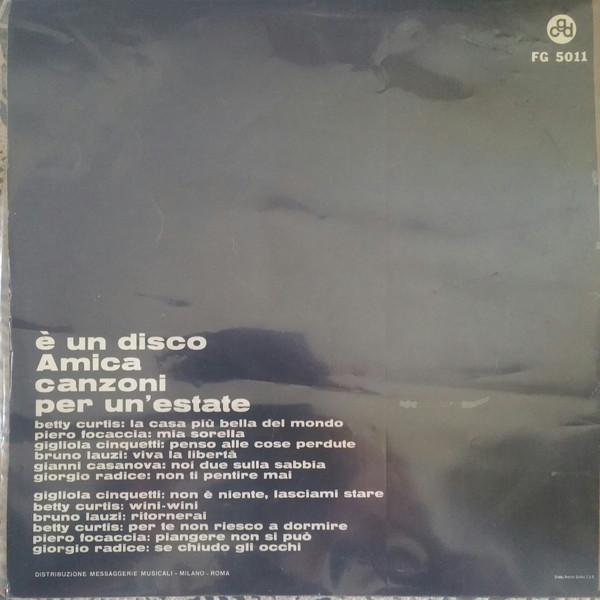 cgd
FG 5011
è un disco
Amica
canzoni
per un'estate
betty curtis: la casa più bella del mondo
piero focaccia: mia sorella
gigliola cinquetti: penso alle cose perdute
bruno lauzi: viva la libertà
gianni casanova: noi due sulla sabbia
giorgio radice: non ti pentire mai
gigliola cinquetti: non è niente, lasciami stare
betty curtis: wini-wini
bruno lauzi: ritornerai
betty curtis: per te non riesco a dormire
piero focaccia: piangere non si può
giorgio radice: se chiudo gli occhi
DISTRIBUZIONE MESSAGGERIE MUSICALI - MILANO - ROMA